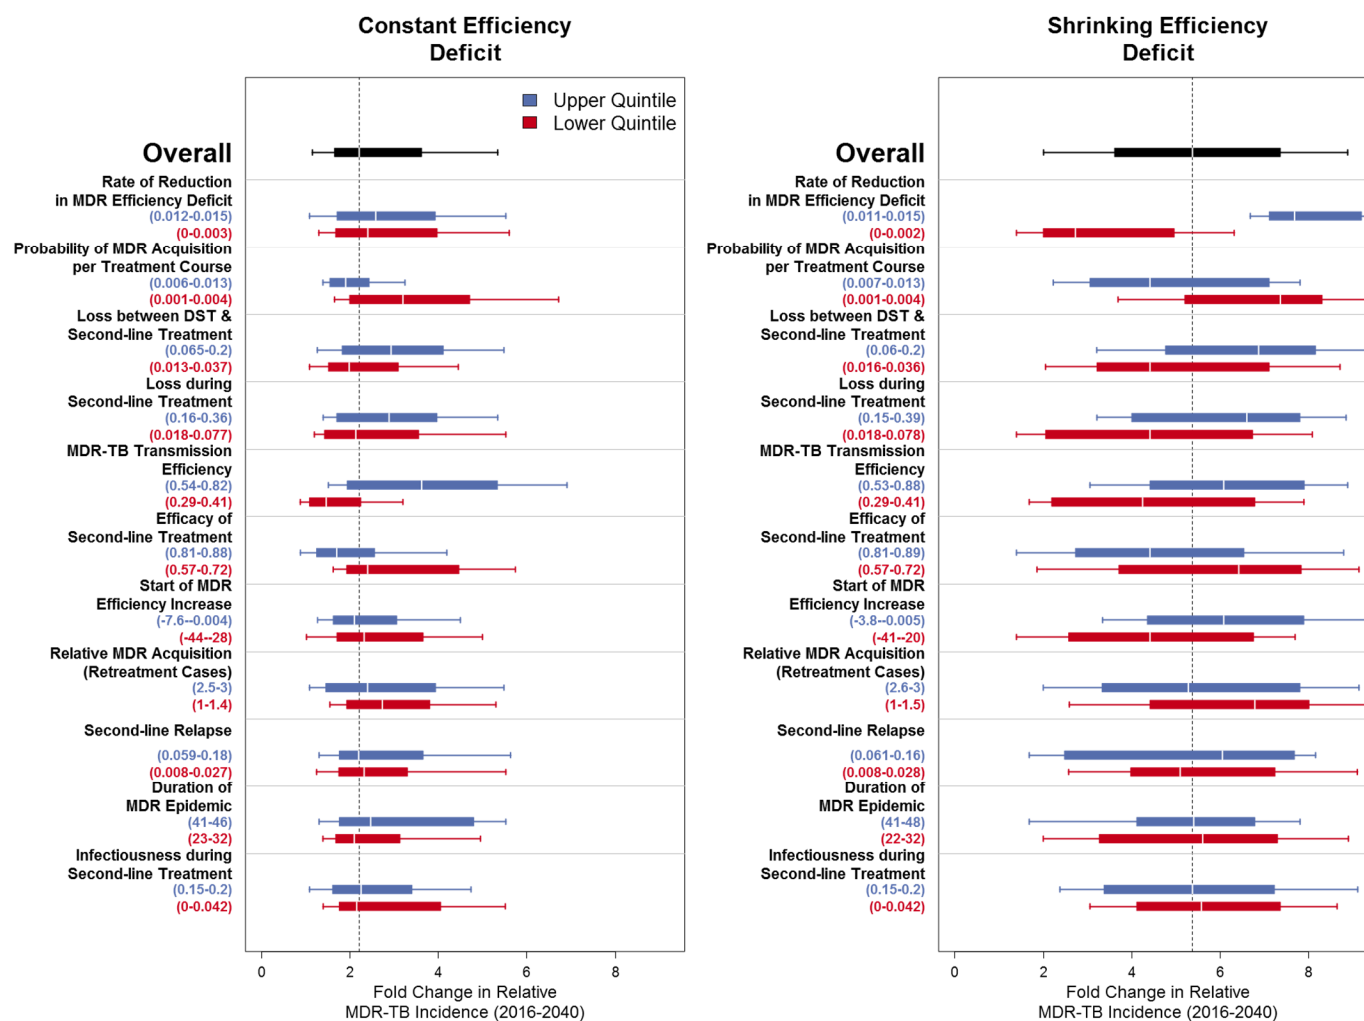 Constant Efficiency
Deficit
Upper Quintile
Lower Quintile
Overall
Rate of Reduction
in MDR Efficiency Deficit
(0.012-0.015)
(0-0.003)
Probability of MDR Acquisition
per Treatment Course
(0.006-0.013)
(0.001-0.004)
Loss between DST &
Second-line Treatment
(0.065-0.2)
(0.013-0.037)
Loss during
Second-line Treatment
(0.16-0.36)
(0.018-0.077)
MDR-TB Transmission
Efficiency
(0.54-0.82)
(0.29-0.41)
Efficacy of
Second-line Treatment
(0.81-0.88)
(0.57-0.72)
Start of MDR
Efficiency Increase
(-7.6--0.004)
(-44--28)
Relative MDR Acquisition
(Retreatment Cases)
(2.5-3)
(1-1.4)
Second-line Relapse
(0.059-0.18)
(0.008-0.027)
Duration of
MDR Epidemic
(41-46)
(23-32)
Infectiousness during
Second-line Treatment
(0.15-0.2)
(0-0.042)
0 2 4 6 8
Fold Change in Relative
MDR-TB Incidence (2016-2040)
Shrinking Efficiency
Deficit
Overall
Rate of Reduction
in MDR Efficiency Deficit
(0.011-0.015)
(0-0.002)
Probability of MDR Acquisition
per Treatment Course
(0.007-0.013)
(0.001-0.004)
Loss between DST &
Second-line Treatment
(0.06-0.2)
(0.016-0.036)
Loss during
Second-line Treatment
(0.15-0.39)
(0.018-0.078)
MDR-TB Transmission
Efficiency
(0.53-0.88)
(0.29-0.41)
Efficacy of
Second-line Treatment
(0.81-0.89)
(0.57-0.72)
Start of MDR
Efficiency Increase
(-3.8--0.005)
(-41--20)
Relative MDR Acquisition
(Retreatment Cases)
(2.6-3)
(1-1.5)
Second-line Relapse
(0.061-0.16)
(0.008-0.028)
Duration of
MDR Epidemic
(41-48)
(22-32)
Infectiousness during
Second-line Treatment
(0.15-0.2)
(0-0.042)
0 2 4 6 8
Fold Change in Relative
MDR-TB Incidence (2016-2040)